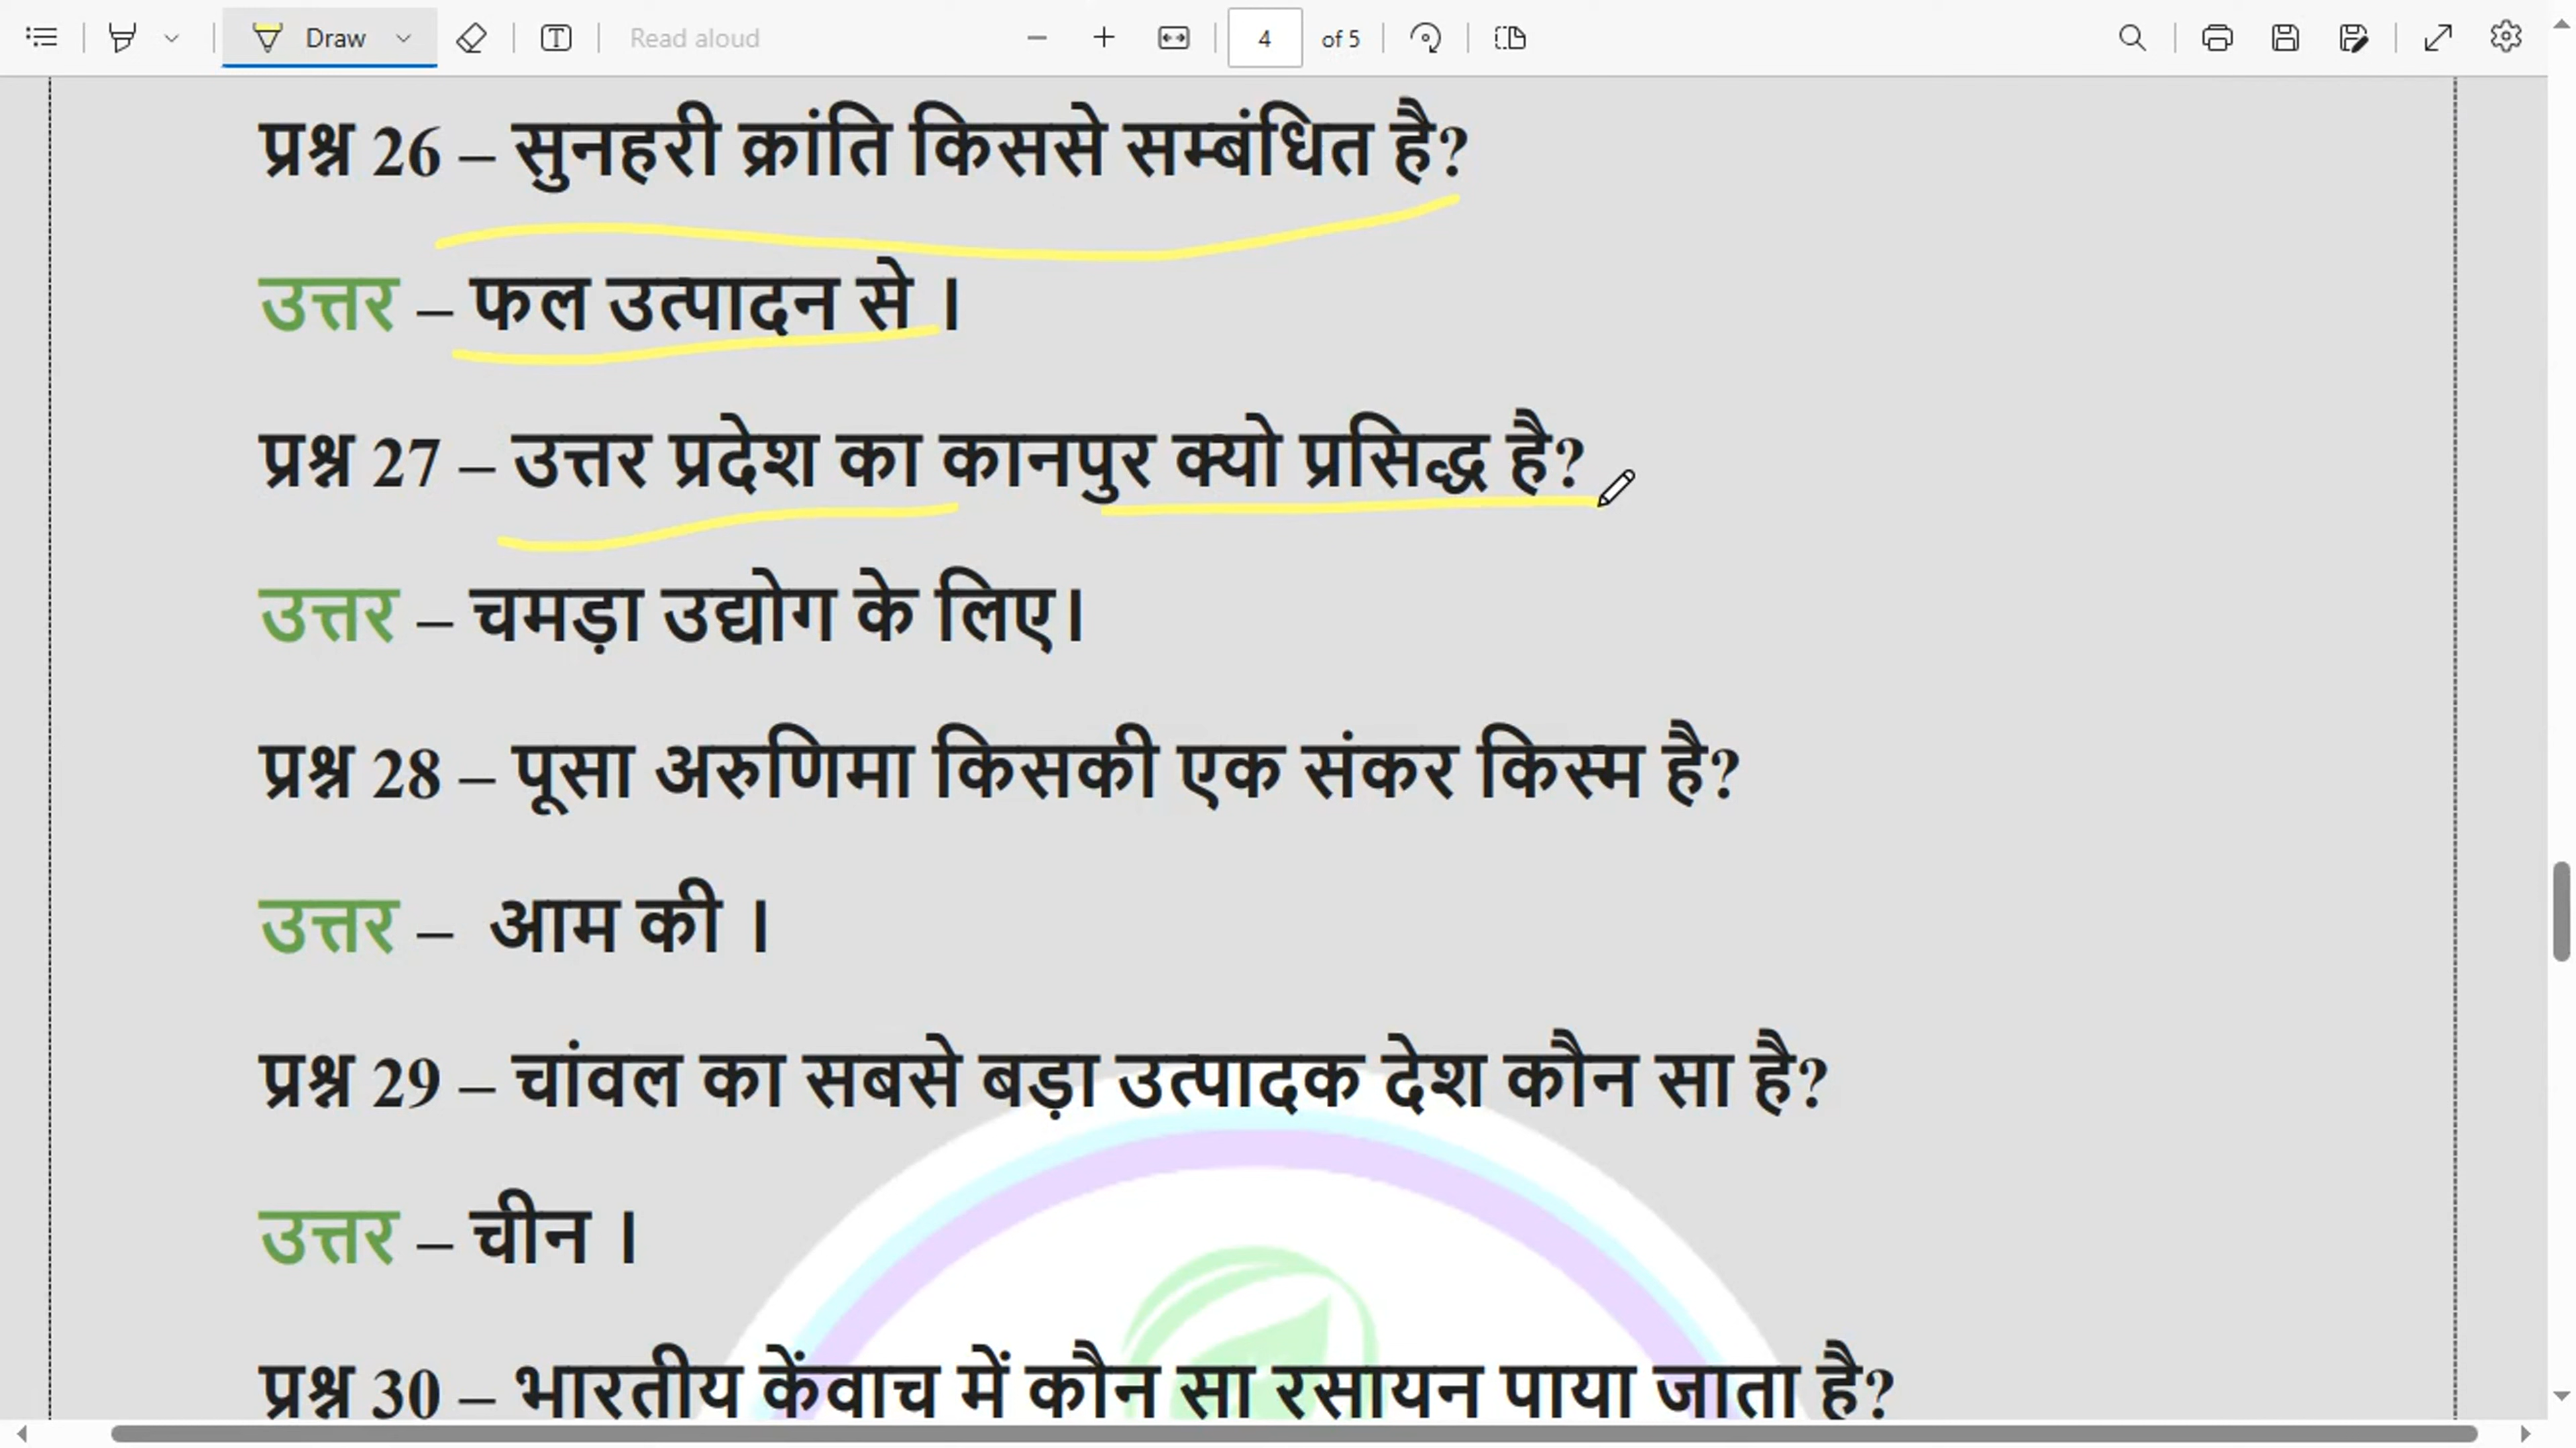 Draw
Read aloud
4 of 5
प्रश्न 26 – सुनहरी क्रांति किससे सम्बंधित है?
उत्तर – फल उत्पादन से ।
प्रश्न 27 – उत्तर प्रदेश का कानपुर क्यो प्रसिद्ध है?
उत्तर – चमड़ा उद्योग के लिए।
प्रश्न 28 – पूसा अरुणिमा किसकी एक संकर किस्म है?
उत्तर – आम की ।
प्रश्न 29 – चांवल का सबसे बड़ा उत्पादक देश कौन सा है?
उत्तर – चीन ।
प्रश्न 30 – भारतीय केंवाच में कौन सा रसायन पाया जाता है?